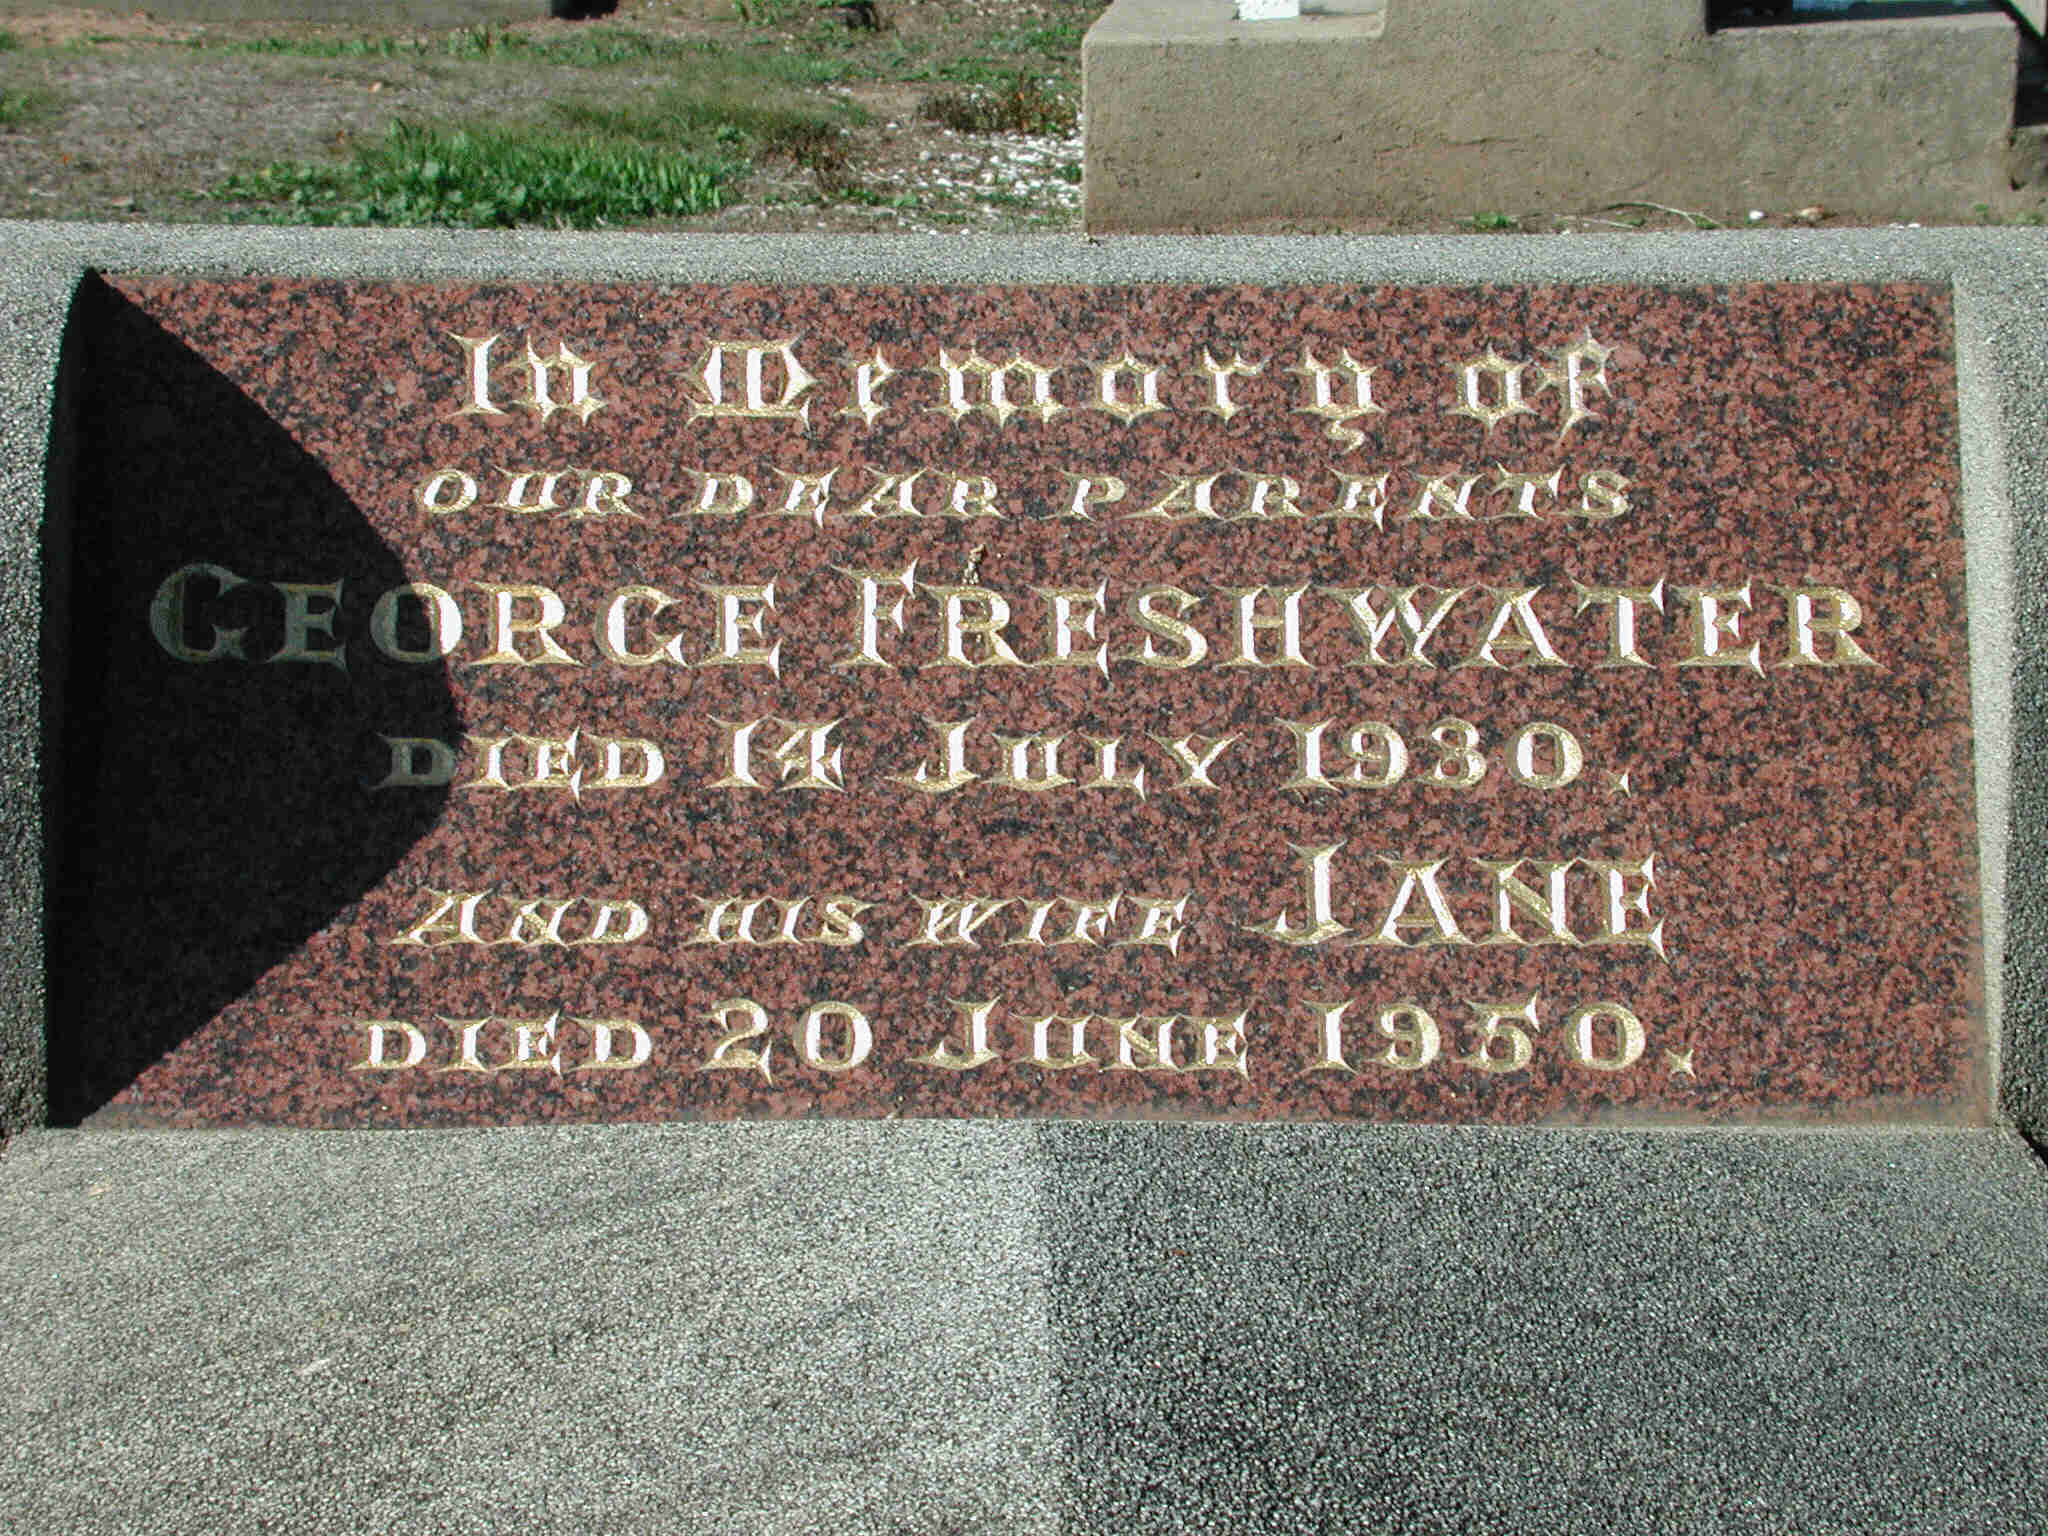 In Memory of
OUR DEAR PARENTS
GEORGE FRESHWATER
DIED 14 JULY 1930,
AND HIS WIFE JANE
DIED 20 JUNE 1950.